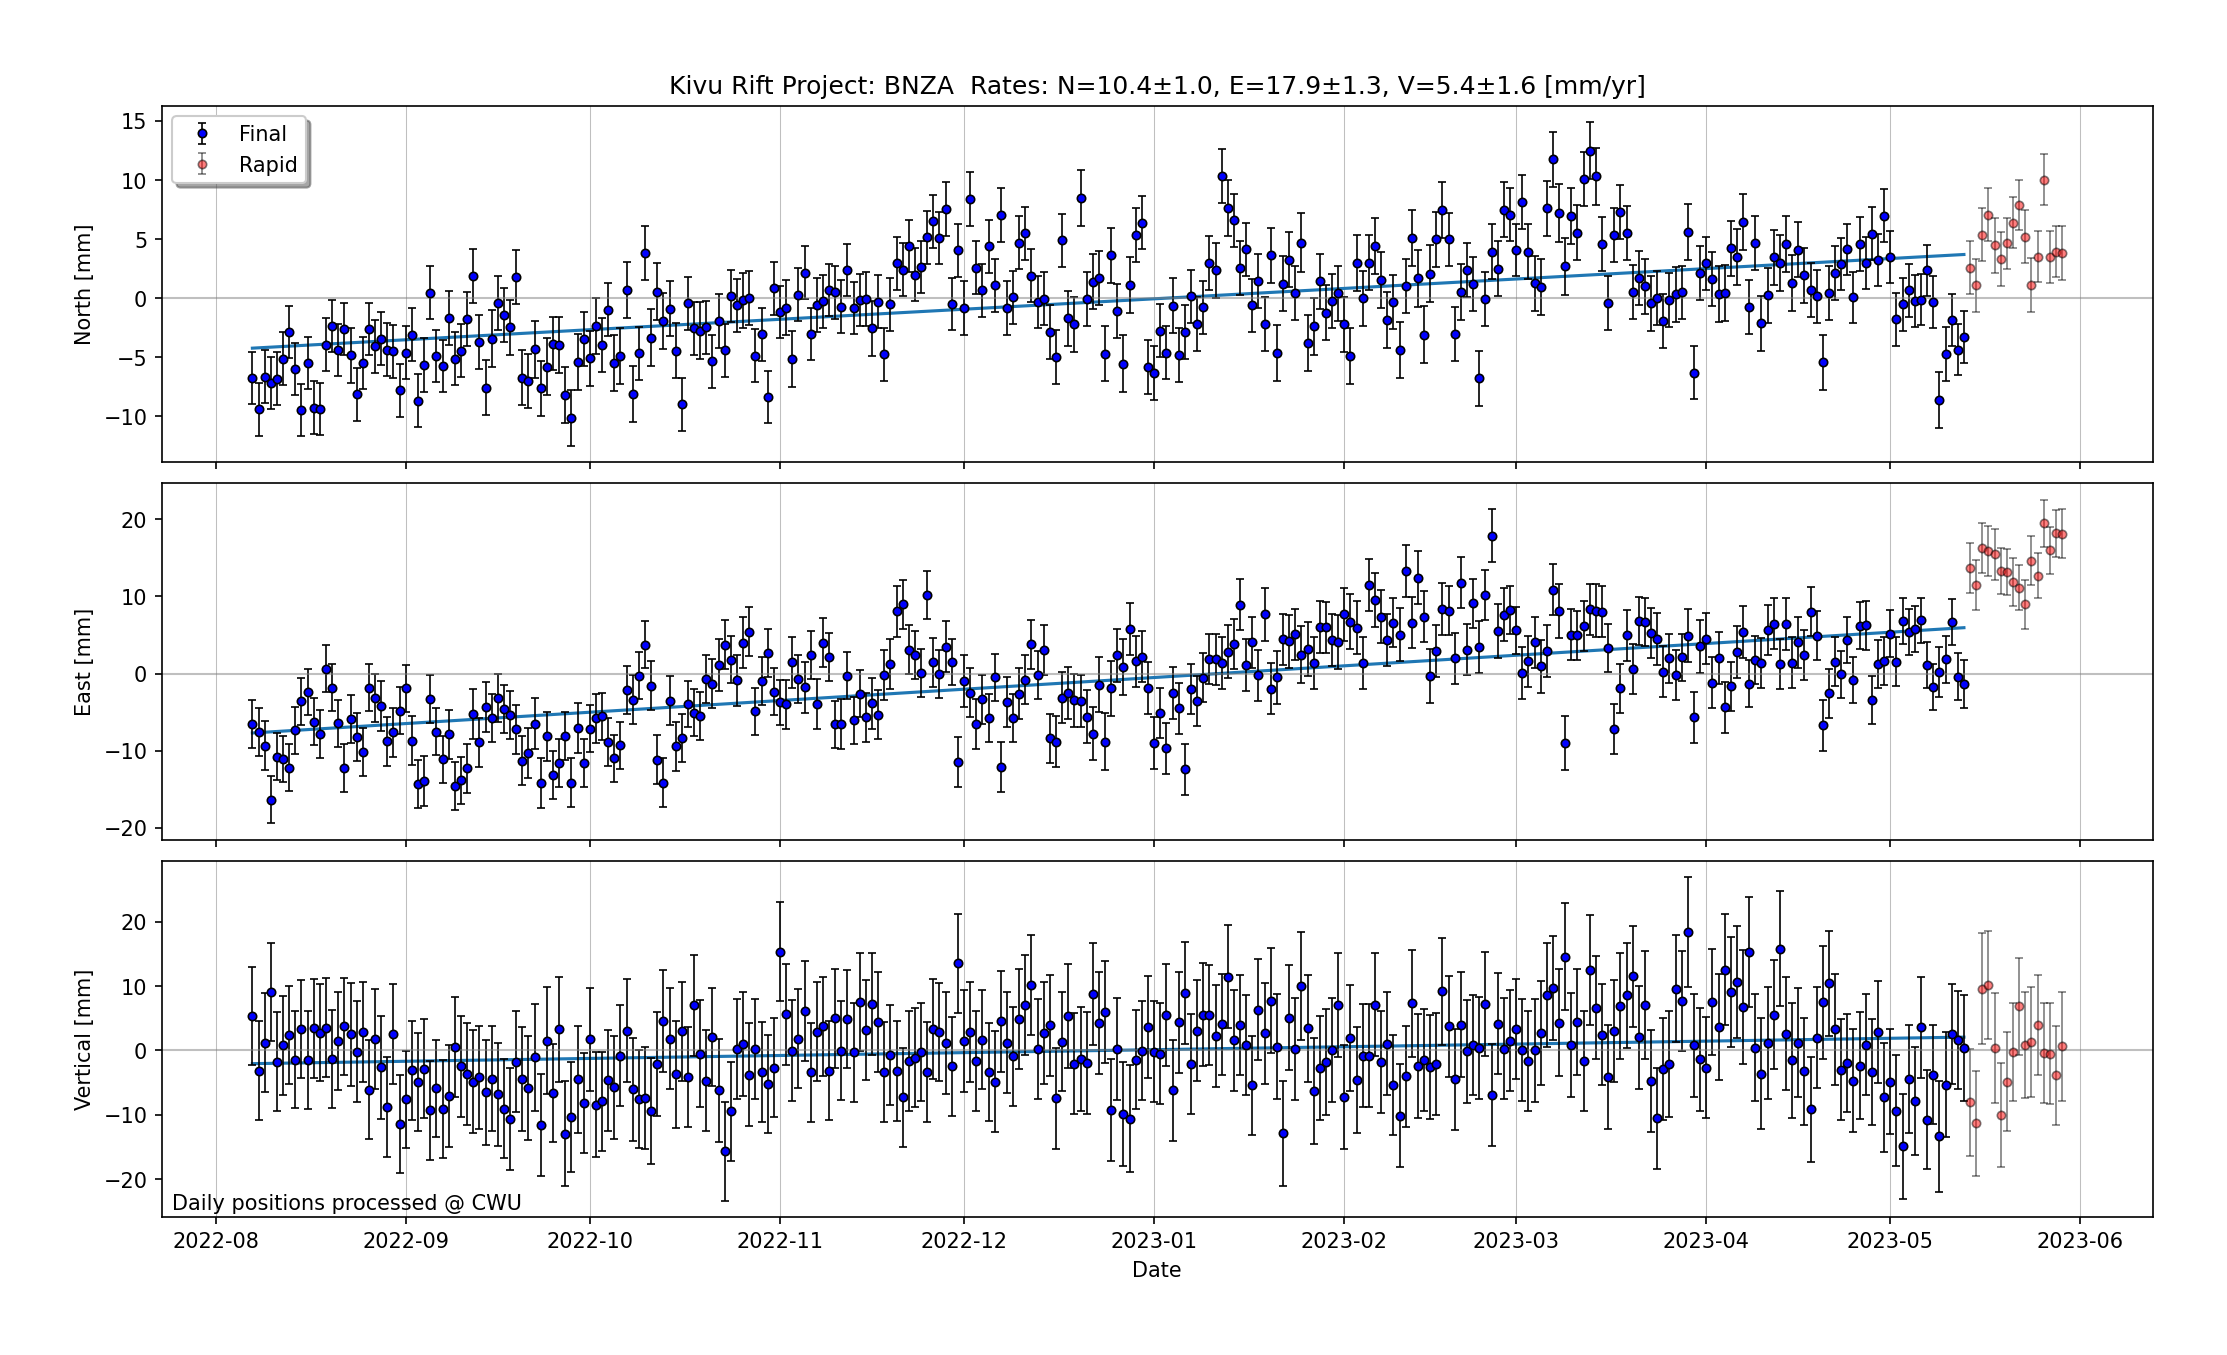 Kivu Rift Project: BNZA  Rates: N=10.4±1.0, E=17.9±1.3, V=5.4±1.6 [mm/yr]
Final
Rapid
North [mm]
15
10
5
0
−5
−10
East [mm]
20
10
0
−10
−20
Vertical [mm]
20
10
0
−10
−20
Daily positions processed @ CWU
2022-08 2022-09 2022-10 2022-11 2022-12 2023-01 2023-02 2023-03 2023-04 2023-05 2023-06
Date